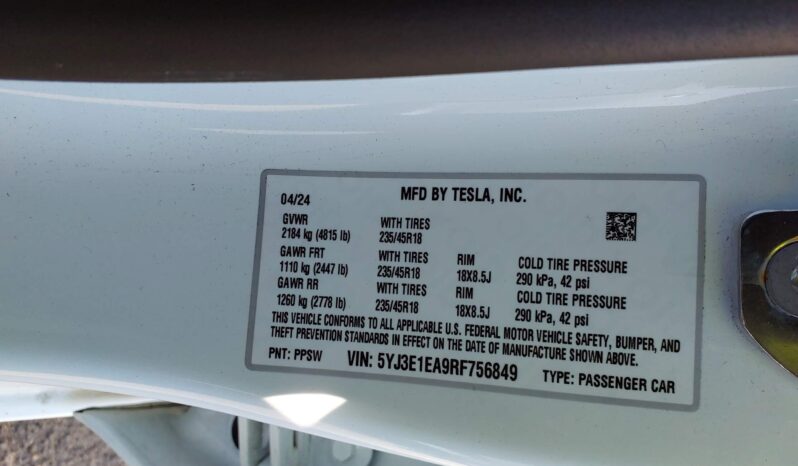 04/24 MFD BY TESLA, INC.
GVWR WITH TIRES
2184 kg (4815 lb) 235/45R18
GAWR FRT WITH TIRES RIM COLD TIRE PRESSURE
1110 kg (2447 lb) 235/45R18 18X8.5J 290 kPa, 42 psi
GAWR RR WITH TIRES RIM COLD TIRE PRESSURE
1260 kg (2778 lb) 235/45R18 18X8.5J 290 kPa, 42 psi
THIS VEHICLE CONFORMS TO ALL APPLICABLE U.S. FEDERAL MOTOR VEHICLE SAFETY, BUMPER, AND
THEFT PREVENTION STANDARDS IN EFFECT ON THE DATE OF MANUFACTURE SHOWN ABOVE.
PNT: PPSW VIN: 5YJ3E1EA9RF756849 TYPE: PASSENGER CAR